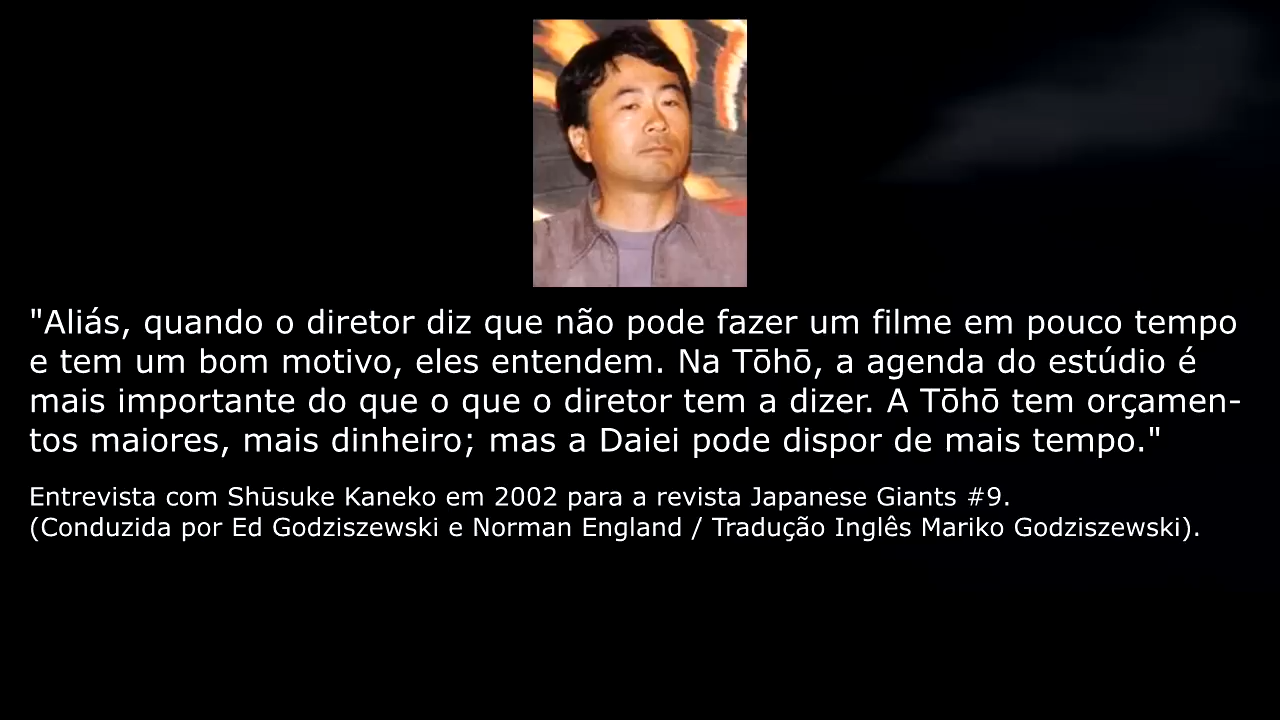 "Aliás, quando o diretor diz que não pode fazer um filme em pouco tempo
e tem um bom motivo, eles entendem. Na Tōhō, a agenda do estúdio é
mais importante do que o que o diretor tem a dizer. A Tōhō tem orçamen-
tos maiores, mais dinheiro; mas a Daiei pode dispor de mais tempo."
Entrevista com Shūsuke Kaneko em 2002 para a revista Japanese Giants #9.
(Conduzida por Ed Godziszewski e Norman England / Tradução Inglês Mariko Godziszewski).